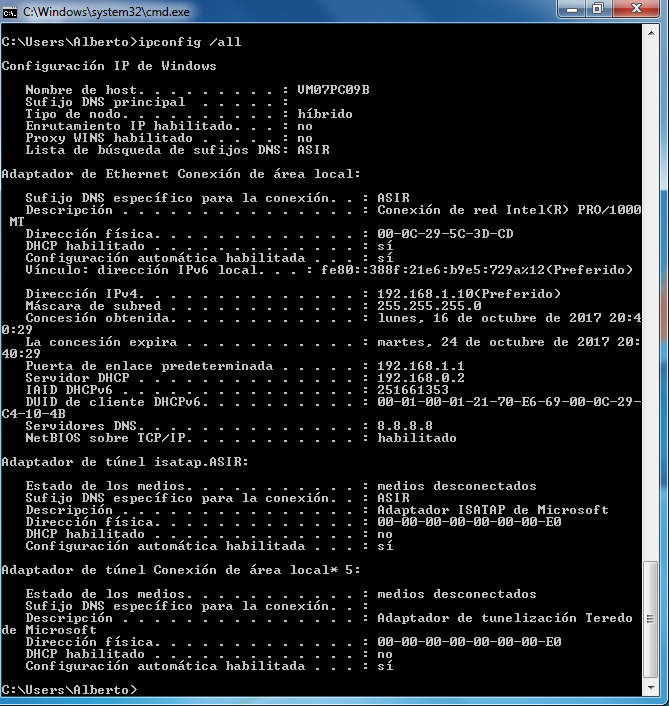 C:\Windows\system32\cmd.exe
C:\Users\Alberto>ipconfig /all
Configuración IP de Windows
Nombre de host. . . . . . . . . : VM07PC09B
Sufijo DNS principal  . . . . . :
Tipo de nodo. . . . . . . . . . : híbrido
Enrutamiento IP habilitado. . . : no
Proxy WINS habilitado . . . . . : no
Lista de búsqueda de sufijos DNS: ASIR
Adaptador de Ethernet Conexión de área local:
Sufijo DNS específico para la conexión. . : ASIR
Descripción . . . . . . . . . . . . . . . : Conexión de red Intel(R) PRO/1000
MT
Dirección física. . . . . . . . . . . . . : 00-0C-29-5C-3D-CD
DHCP habilitado . . . . . . . . . . . . . : sí
Configuración automática habilitada . . . : sí
Vínculo: dirección IPv6 local. . . : fe80::388f:21e6:b9e5:729a%12(Preferido)
Dirección IPv4. . . . . . . . . . . . . . : 192.168.1.10(Preferido)
Máscara de subred . . . . . . . . . . . . : 255.255.255.0
Concesión obtenida. . . . . . . . . . . . : lunes, 16 de octubre de 2017 20:4
0:29
La concesión expira . . . . . . . . . . . : martes, 24 de octubre de 2017 20:
40:29
Puerta de enlace predeterminada . . . . . : 192.168.1.1
Servidor DHCP . . . . . . . . . . . . . . : 192.168.0.2
IAID DHCPv6 . . . . . . . . . . . . . . . : 251661353
DUID de cliente DHCPv6. . . . . . . . . . : 00-01-00-01-21-70-E6-69-00-0C-29-
C4-10-4B
Servidores DNS. . . . . . . . . . . . . . : 8.8.8.8
NetBIOS sobre TCP/IP. . . . . . . . . . . : habilitado
Adaptador de túnel isatap.ASIR:
Estado de los medios. . . . . . . . . . . : medios desconectados
Sufijo DNS específico para la conexión. . : ASIR
Descripción . . . . . . . . . . . . . . . : Adaptador ISATAP de Microsoft
Dirección física. . . . . . . . . . . . . : 00-00-00-00-00-00-00-E0
DHCP habilitado . . . . . . . . . . . . . : no
Configuración automática habilitada . . . : sí
Adaptador de túnel Conexión de área local* 5:
Estado de los medios. . . . . . . . . . . : medios desconectados
Sufijo DNS específico para la conexión. . :
Descripción . . . . . . . . . . . . . . . : Adaptador de tunelización Teredo
de Microsoft
Dirección física. . . . . . . . . . . . . : 00-00-00-00-00-00-00-E0
DHCP habilitado . . . . . . . . . . . . . : no
Configuración automática habilitada . . . : sí
C:\Users\Alberto>